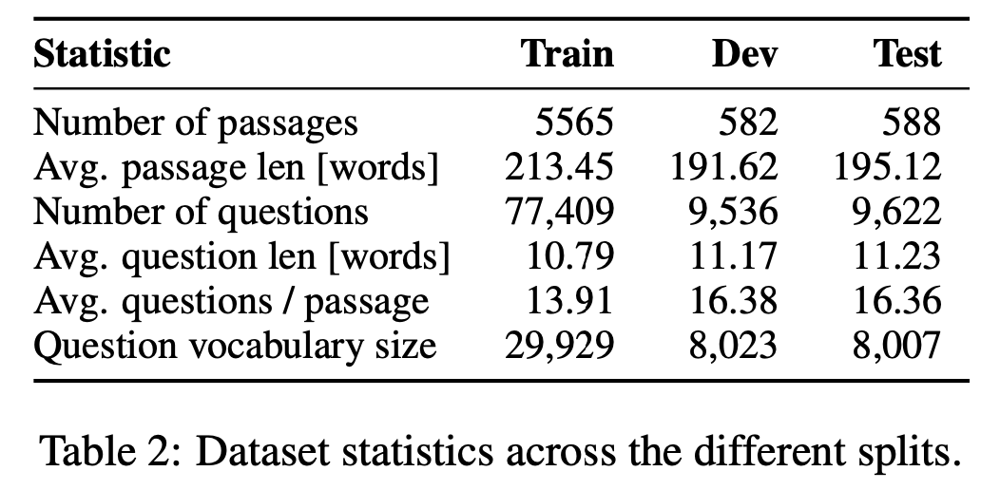 Statistic Train Dev Test
Number of passages 5565 582 588
Avg. passage len [words] 213.45 191.62 195.12
Number of questions 77,409 9,536 9,622
Avg. question len [words] 10.79 11.17 11.23
Avg. questions / passage 13.91 16.38 16.36
Question vocabulary size 29,929 8,023 8,007
Table 2: Dataset statistics across the different splits.